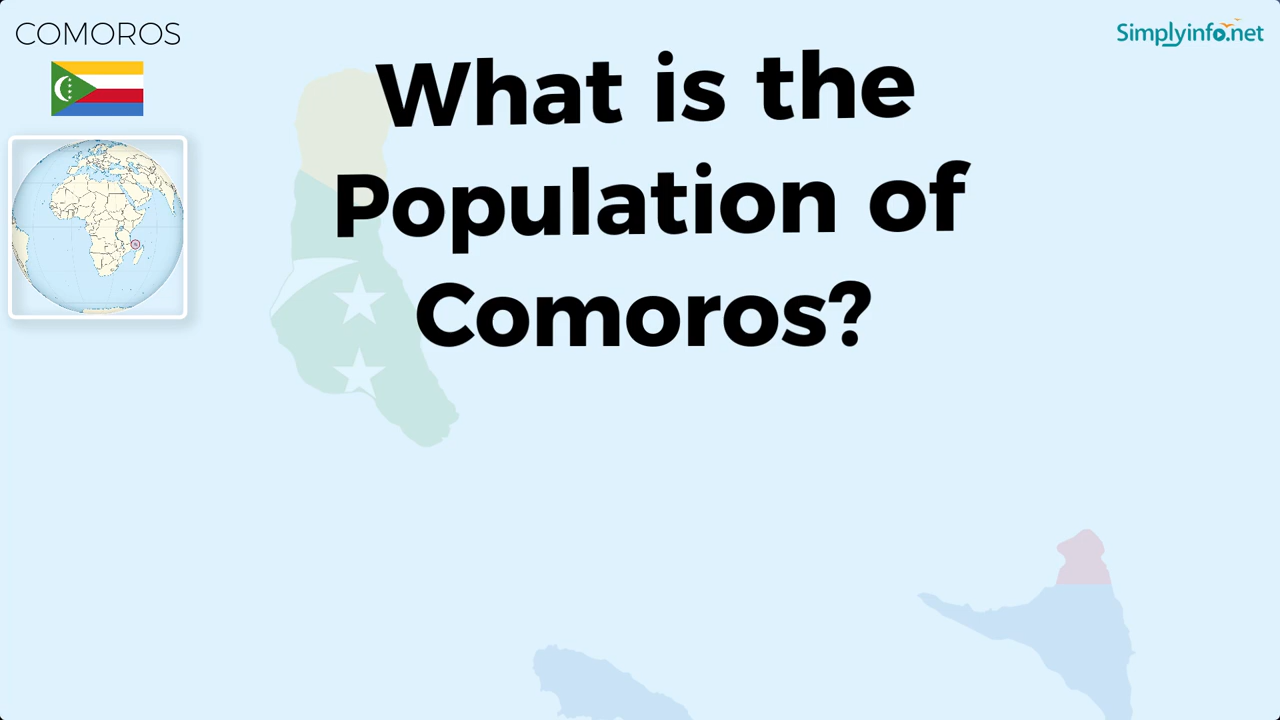 COMOROS
Simplyinfo.net
What is the
Population of
Comoros?